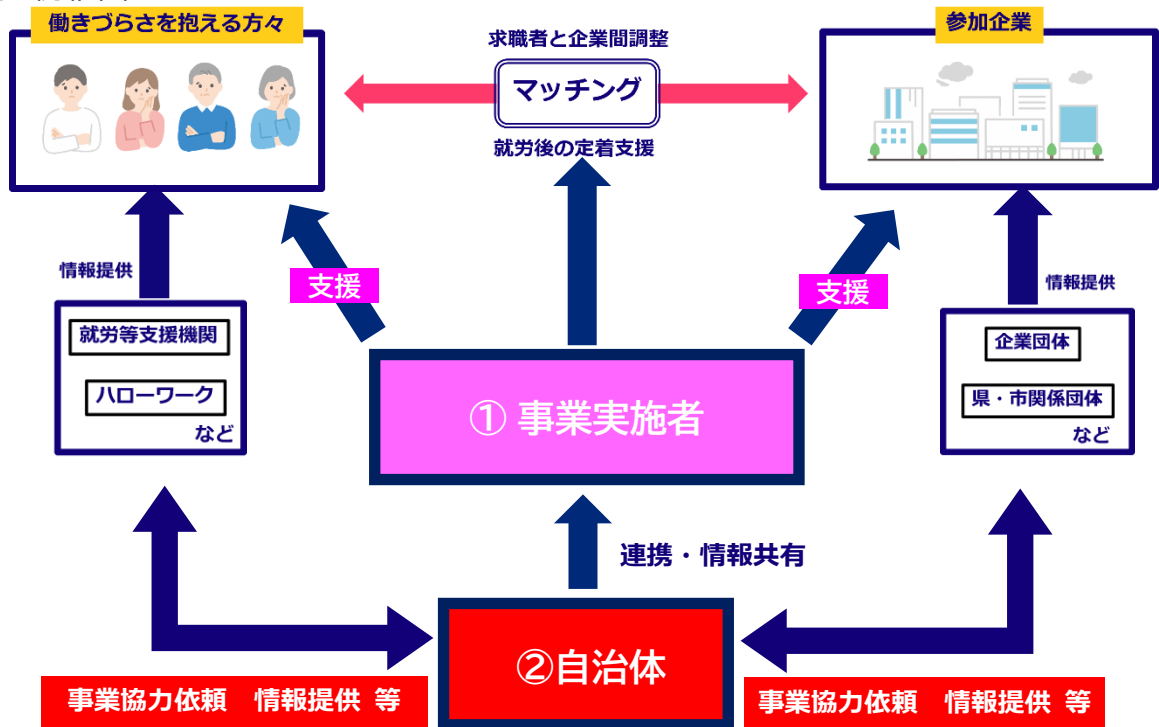 働きづらさを抱える方々
求職者と企業間調整
マッチング
就労後の定着支援
参加企業
情報提供
支援
支援
情報提供
就労等支援機関
ハローワーク
など
企業団体
県・市関係団体
など
① 事業実施者
連携・情報共有
②自治体
事業協力依頼　情報提供 等
事業協力依頼　情報提供 等